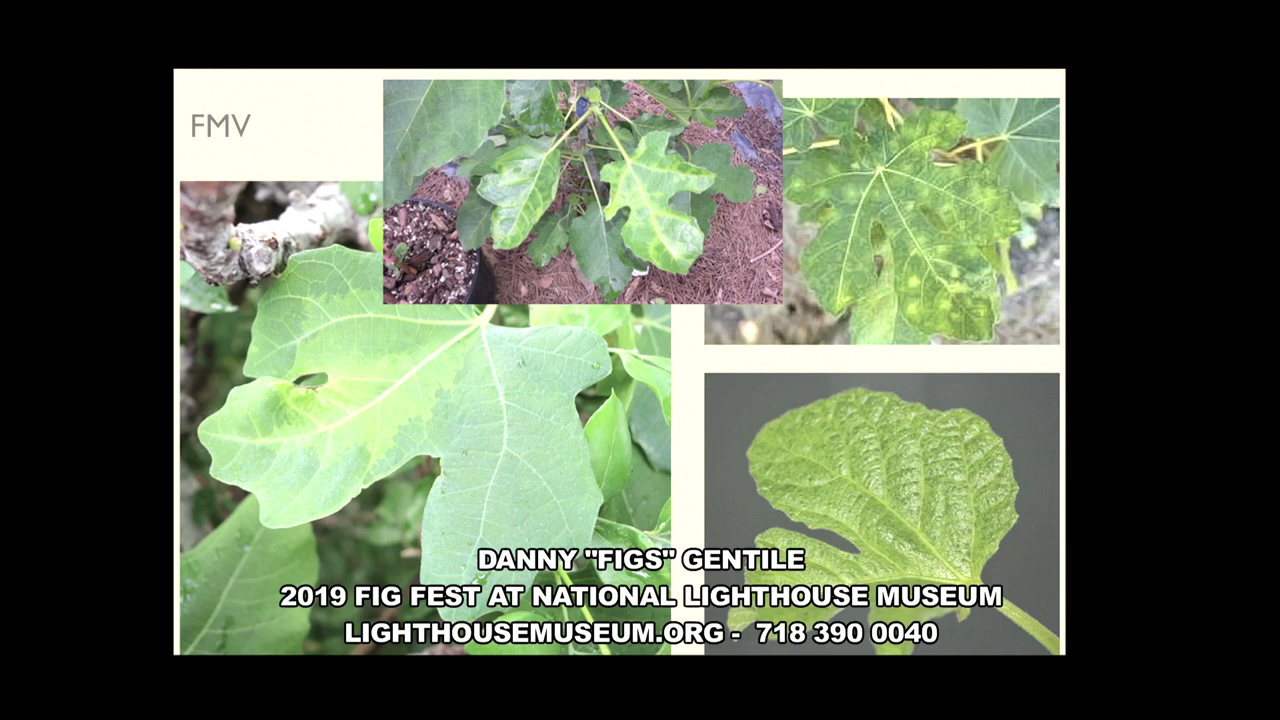 FMV
DANNY "FIGS" GENTILE
2019 FIG FEST AT NATIONAL LIGHTHOUSE MUSEUM
LIGHTHOUSEMUSEUM.ORG - 718 390 0040